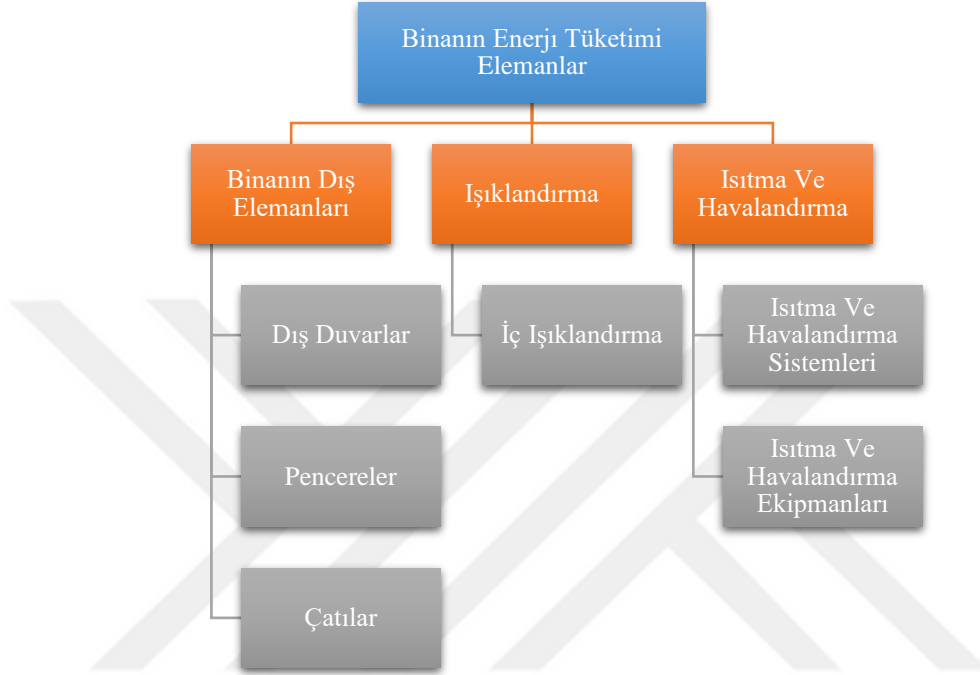 Binanın Enerjı Tüketimi
Elemanlar
Binanın Dış
Elemanları
Işıklandırma
Isıtma Ve
Havalandırma
Dış Duvarlar
İç Işıklandırma
Isıtma Ve
Havalandırma
Sistemleri
Pencereler
Isıtma Ve
Havalandırma
Ekipmanları
Çatılar